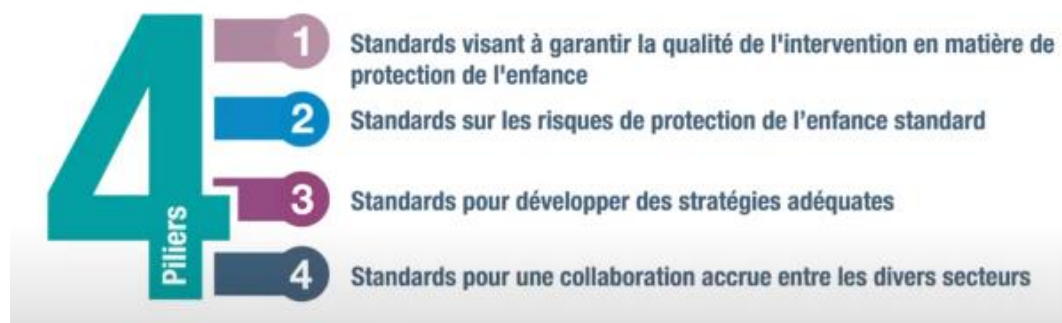 4
Piliers
1
Standards visant à garantir la qualité de l'intervention en matière de
protection de l'enfance
2
Standards sur les risques de protection de l'enfance standard
3
Standards pour développer des stratégies adéquates
4
Standards pour une collaboration accrue entre les divers secteurs